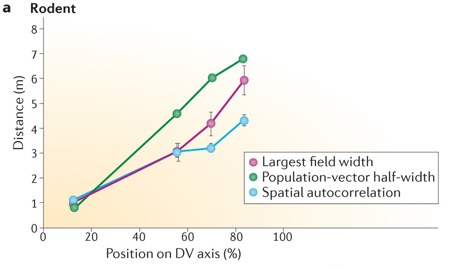 a Rodent
8
7
6
5
4
3
2
1
0
Distance (m)
0 20 40 60 80 100
Position on DV axis (%)
Largest field width
Population-vector half-width
Spatial autocorrelation